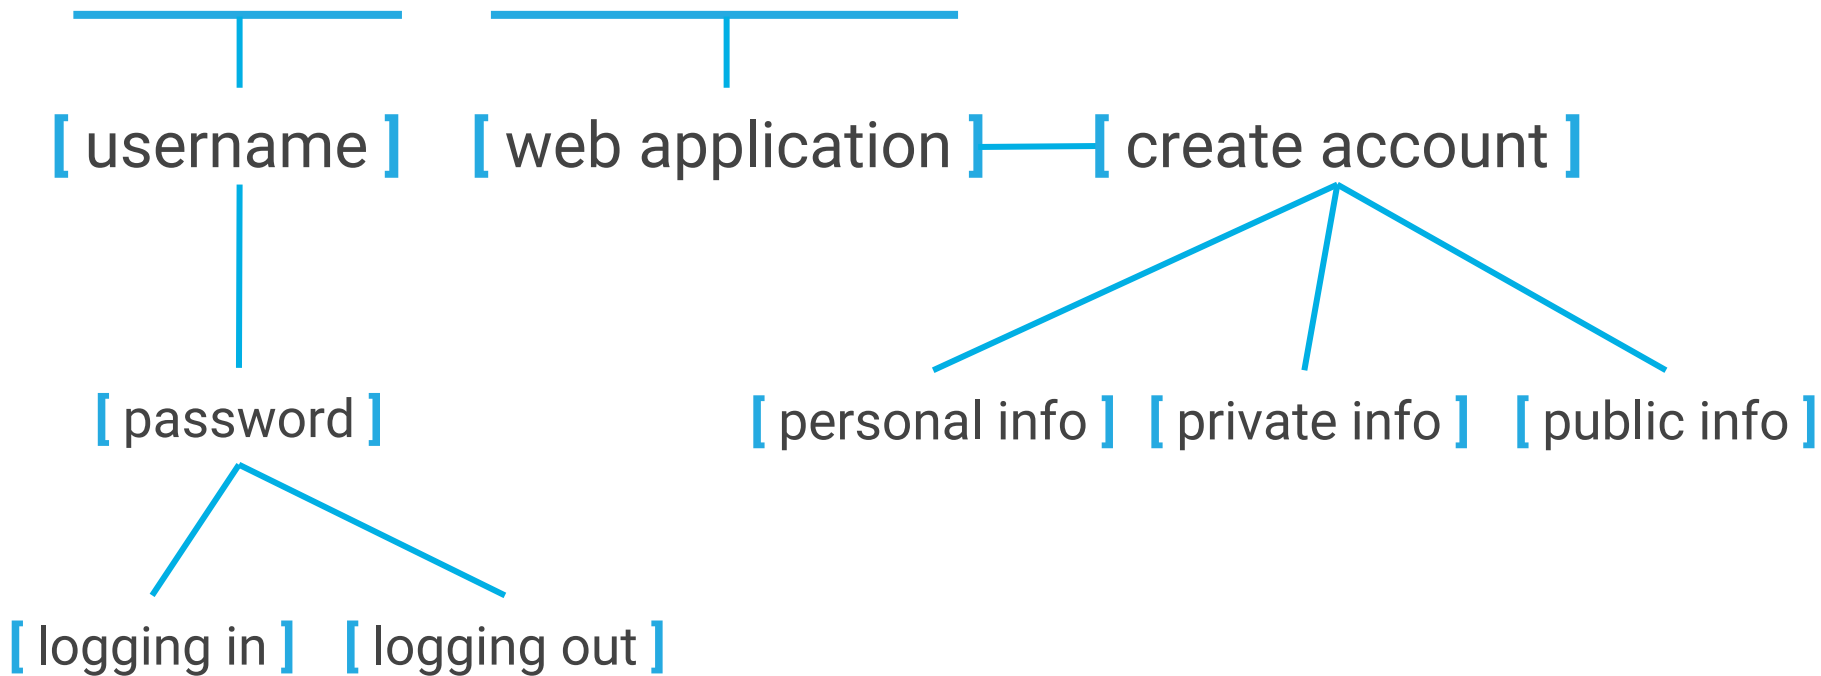 [ username ] [ web application ] [ create account ]
[ password ] [ personal info ] [ private info ] [ public info ]
[ logging in ] [ logging out ]